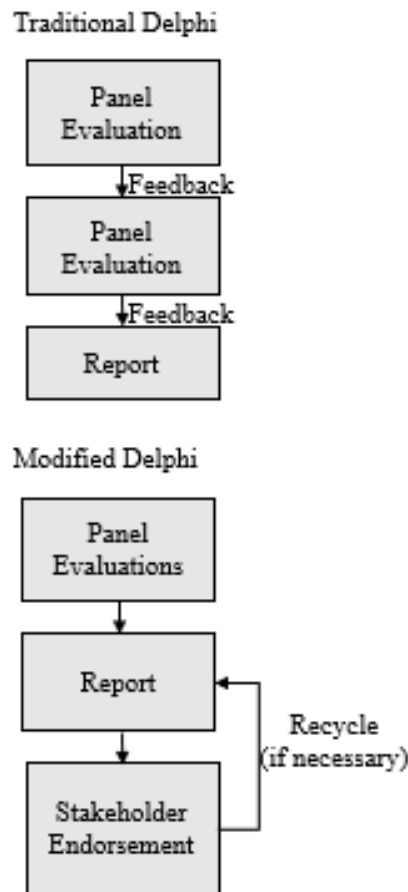 Traditional Delphi
Panel
Evaluation
Feedback
Panel
Evaluation
Feedback
Report
Modified Delphi
Panel
Evaluations
Report
Recycle
(if necessary)
Stakeholder
Endorsement